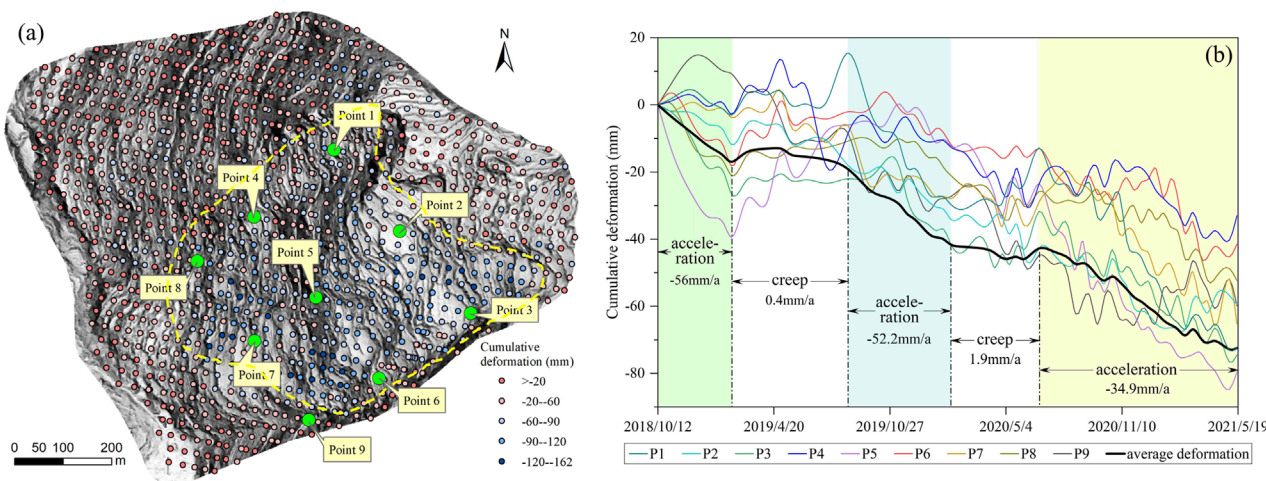 (a)
N
Point 1
Point 4
Point 2
Point 5
Point 8
Point 3
Point 7
Point 6
Point 9
Cumulative
deformation (mm)
>-20
-20--60
-60--90
-90--120
-120--162
0 50 100 200
m
(b)
Cumulative deformation (mm)
20
0
-20
-40
-60
-80
accele-
ration
-56mm/a
creep
0.4mm/a
accele-
ration
-52.2mm/a
creep
1.9mm/a
acceleration
-34.9mm/a
2018/10/12 2019/4/20 2019/10/27 2020/5/4 2020/11/10 2021/5/19
P1 P2 P3 P4 P5 P6 P7 P8 P9 average deformation